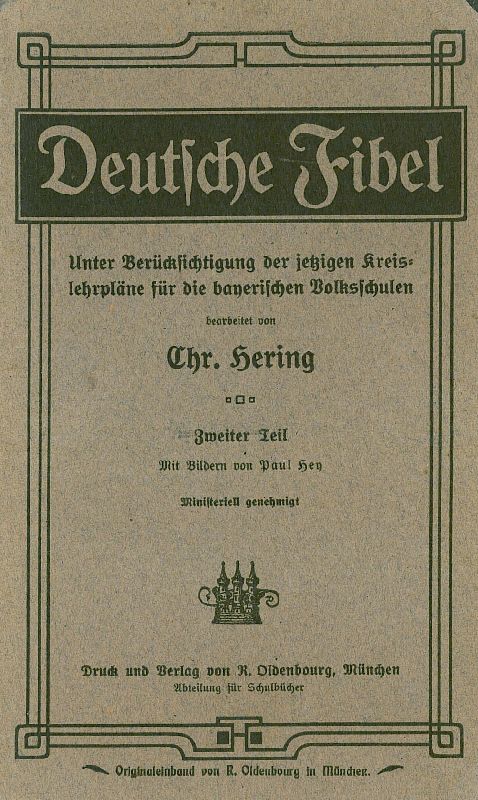 Deutſche Fibel
Unter Berückſichtigung der jetzigen Kreis-
lehrpläne für die bayeriſchen Volksſchulen
bearbeitet von
Chr. Hering
Zweiter Teil
Mit Bildern von Paul Hey
Miniſteriell genehmigt
Druck und Verlag von R. Oldenbourg, München
Abteilung für Schulbücher
Originaleinband von R. Oldenbourg in München.